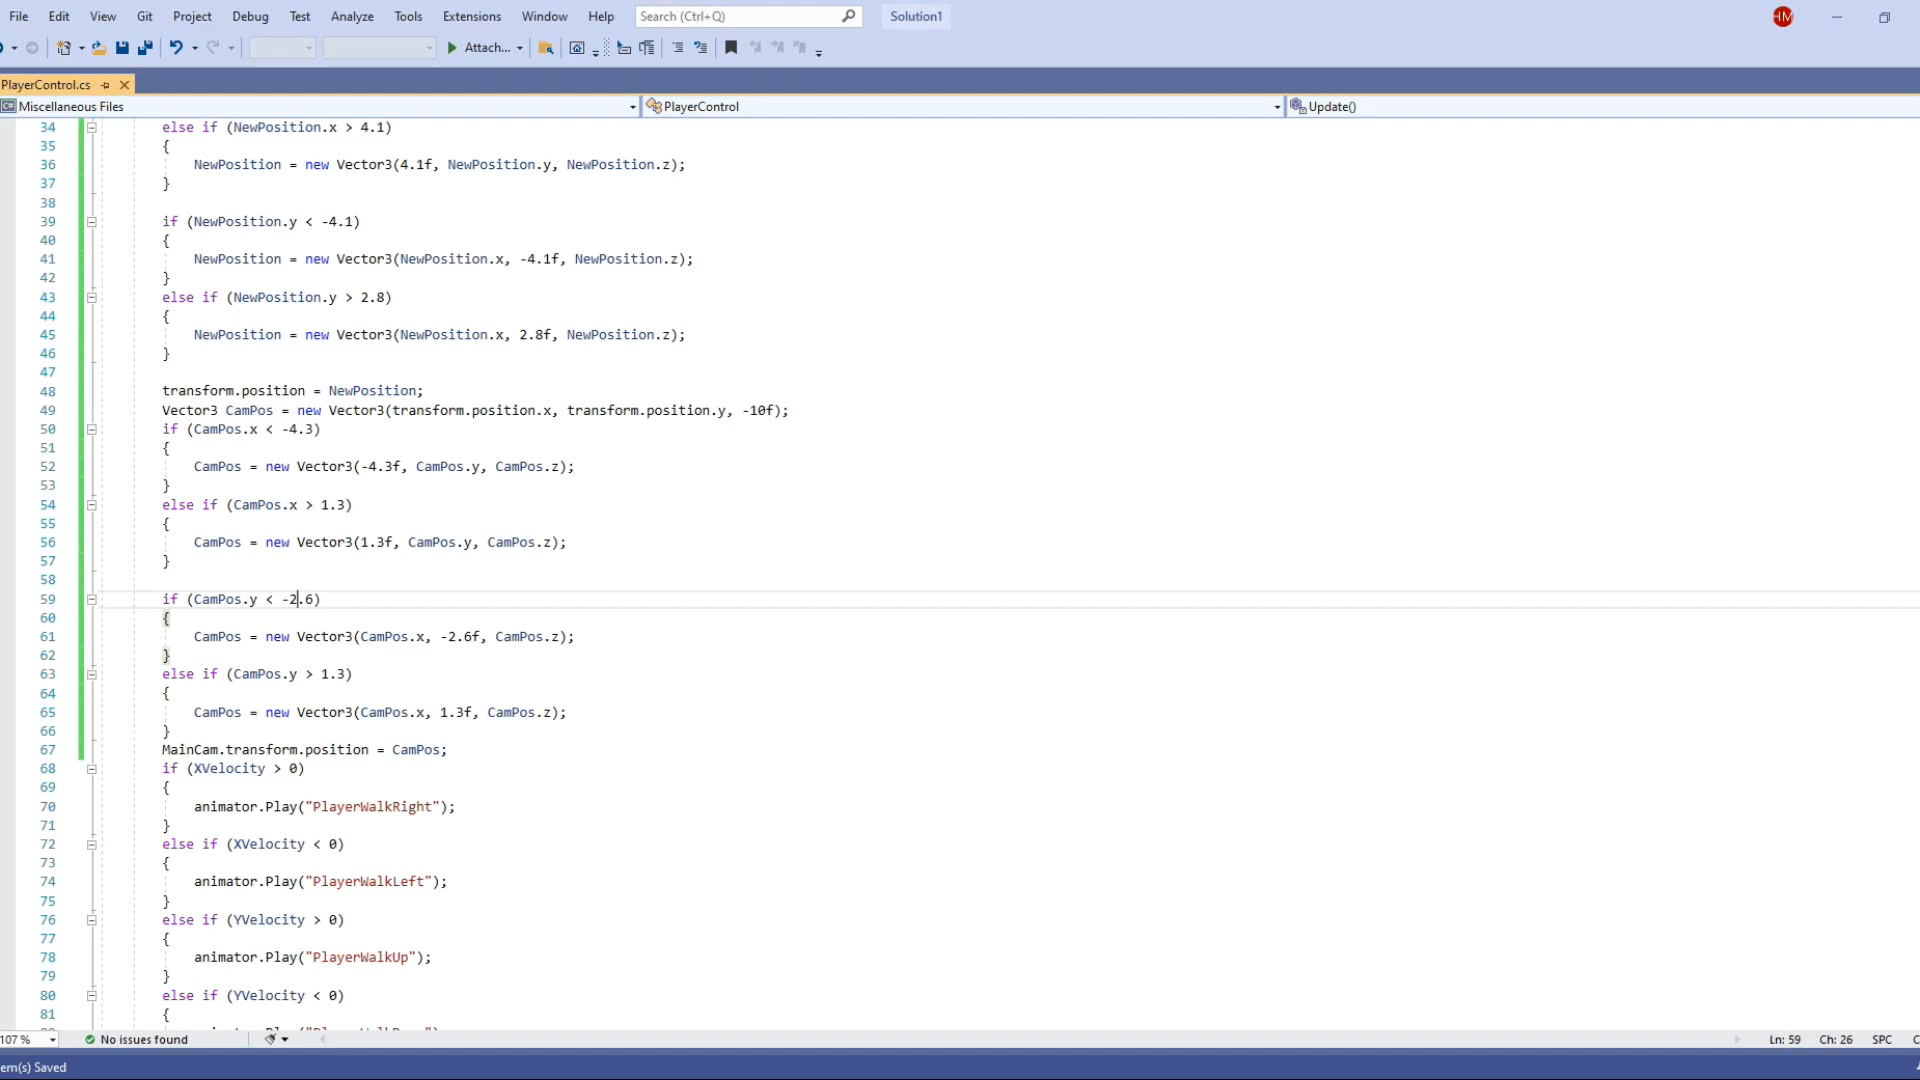 File Edit View Git Project Debug Test Analyze Tools Extensions Window Help Search (Ctrl+Q) Solution1 HM
Attach...
PlayerControl.cs
Miscellaneous Files PlayerControl Update()
34 else if (NewPosition.x > 4.1)
35 {
36 NewPosition = new Vector3(4.1f, NewPosition.y, NewPosition.z);
37 }
38
39 if (NewPosition.y < -4.1)
40 {
41 NewPosition = new Vector3(NewPosition.x, -4.1f, NewPosition.z);
42 }
43 else if (NewPosition.y > 2.8)
44 {
45 NewPosition = new Vector3(NewPosition.x, 2.8f, NewPosition.z);
46 }
47
48 transform.position = NewPosition;
49 Vector3 CamPos = new Vector3(transform.position.x, transform.position.y, -10f);
50 if (CamPos.x < -4.3)
51 {
52 CamPos = new Vector3(-4.3f, CamPos.y, CamPos.z);
53 }
54 else if (CamPos.x > 1.3)
55 {
56 CamPos = new Vector3(1.3f, CamPos.y, CamPos.z);
57 }
58
59 if (CamPos.y < -2.6)
60 {
61 CamPos = new Vector3(CamPos.x, -2.6f, CamPos.z);
62 }
63 else if (CamPos.y > 1.3)
64 {
65 CamPos = new Vector3(CamPos.x, 1.3f, CamPos.z);
66 }
67 MainCam.transform.position = CamPos;
68 if (XVelocity > 0)
69 {
70 animator.Play("PlayerWalkRight");
71 }
72 else if (XVelocity < 0)
73 {
74 animator.Play("PlayerWalkLeft");
75 }
76 else if (YVelocity > 0)
77 {
78 animator.Play("PlayerWalkUp");
79 }
80 else if (YVelocity < 0)
81 {
107 % No issues found Ln: 59 Ch: 26 SPC
em(s) Saved